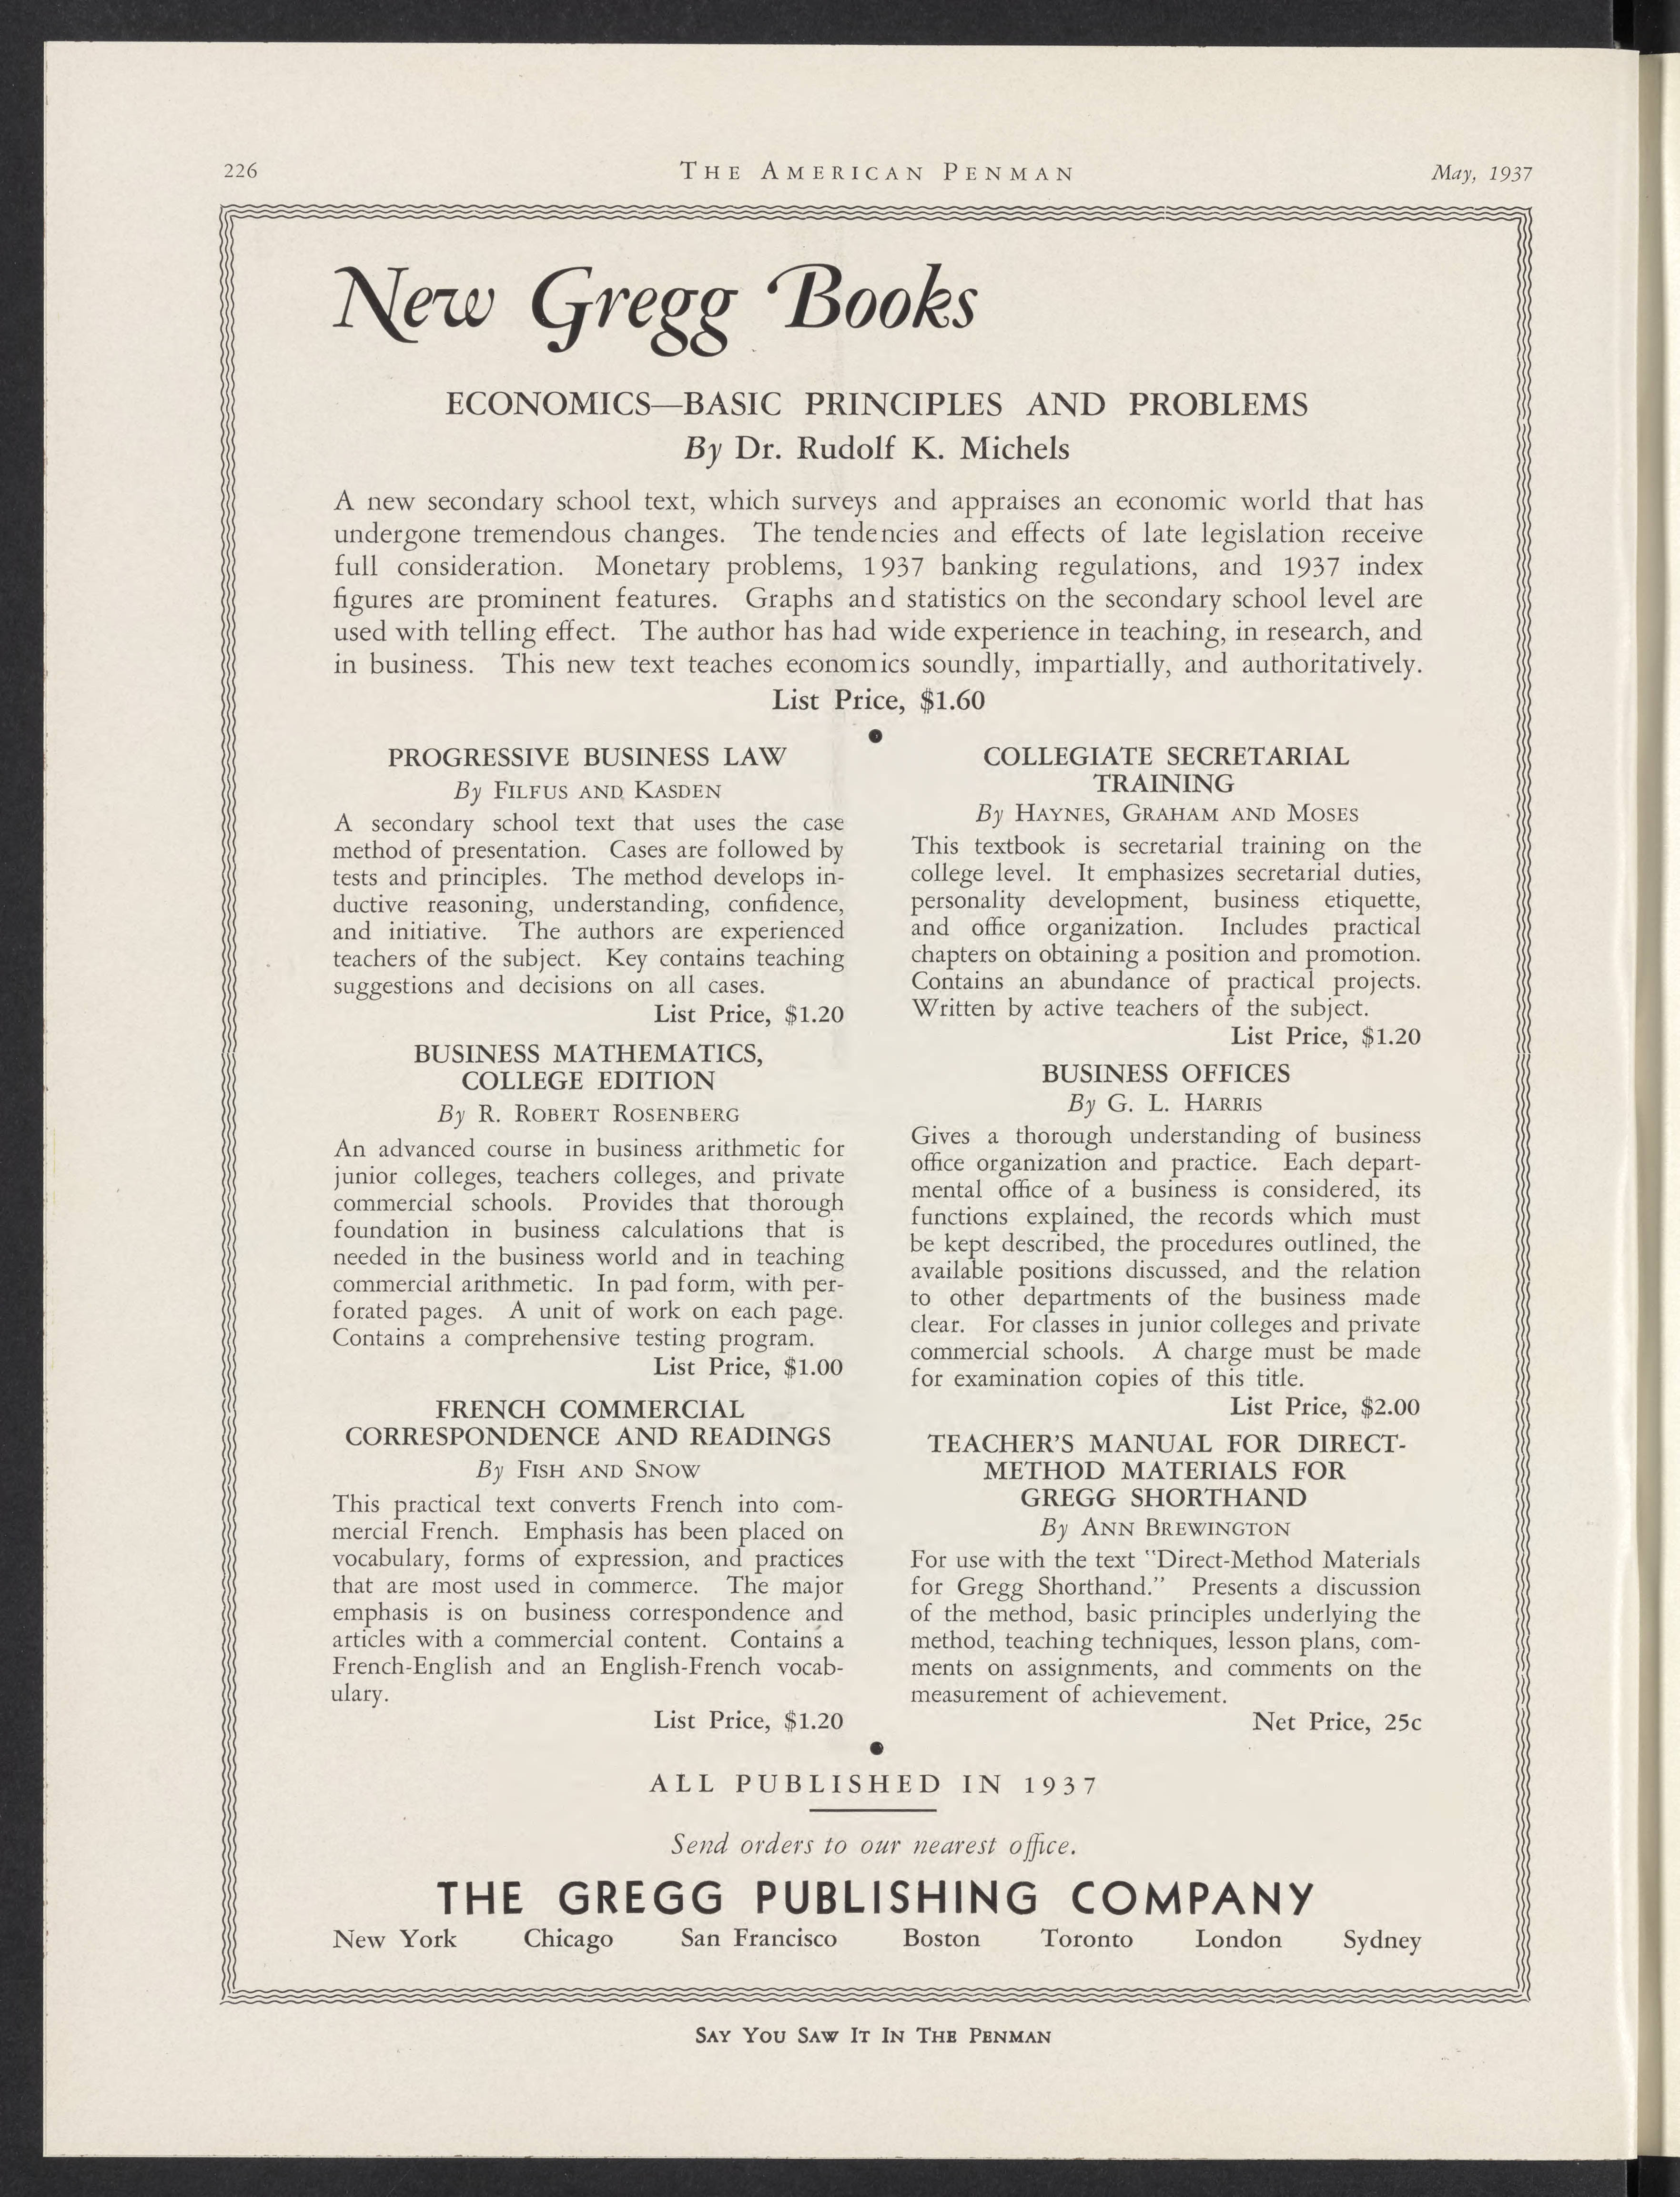 226
THE AMERICAN PENMAN
May, 1937
New Gregg Books
ECONOMICS—BASIC PRINCIPLES AND PROBLEMS
By Dr. Rudolf K. Michels
A new secondary school text, which surveys and appraises an economic world that has
undergone tremendous changes. The tendencies and effects of late legislation receive
full consideration. Monetary problems, 1937 banking regulations, and 1937 index
figures are prominent features. Graphs and statistics on the secondary school level are
used with telling effect. The author has had wide experience in teaching, in research, and
in business. This new text teaches economics soundly, impartially, and authoritatively.
List Price, $1.60
PROGRESSIVE BUSINESS LAW
By FILFUS AND KASDEN
A secondary school text that uses the case
method of presentation. Cases are followed by
tests and principles. The method develops in-
ductive reasoning, understanding, confidence,
and initiative. The authors are experienced
teachers of the subject. Key contains teaching
suggestions and decisions on all cases.
List Price, $1.20
BUSINESS MATHEMATICS,
COLLEGE EDITION
By R. ROBERT ROSENBERG
An advanced course in business arithmetic for
junior colleges, teachers colleges, and private
commercial schools. Provides that thorough
foundation in business calculations that is
needed in the business world and in teaching
commercial arithmetic. In pad form, with per-
forated pages. A unit of work on each page.
Contains a comprehensive testing program.
List Price, $1.00
FRENCH COMMERCIAL
CORRESPONDENCE AND READINGS
By FISH AND SNOW
This practical text converts French into com-
mercial French. Emphasis has been placed on
vocabulary, forms of expression, and practices
that are most used in commerce. The major
emphasis is on business correspondence and
articles with a commercial content. Contains a
French-English and an English-French vocab-
ulary.
List Price, $1.20
COLLEGIATE SECRETARIAL
TRAINING
By HAYNES, GRAHAM AND MOSES
This textbook is secretarial training on the
college level. It emphasizes secretarial duties,
personality development, business etiquette,
and office organization. Includes practical
chapters on obtaining a position and promotion.
Contains an abundance of practical projects.
Written by active teachers of the subject.
List Price, $1.20
BUSINESS OFFICES
By G. L. HARRIS
Gives a thorough understanding of business
office organization and practice. Each depart-
mental office of a business is considered, its
functions explained, the records which must
be kept described, the procedures outlined, the
available positions discussed, and the relation
to other departments of the business made
clear. For classes in junior colleges and private
commercial schools. A charge must be made
for examination copies of this title.
List Price, $2.00
TEACHER'S MANUAL FOR DIRECT-
METHOD MATERIALS FOR
GREGG SHORTHAND
By ANN BREWINGTON
For use with the text "Direct-Method Materials
for Gregg Shorthand." Presents a discussion
of the method, basic principles underlying the
method, teaching techniques, lesson plans, com-
ments on assignments, and comments on the
measurement of achievement.
Net Price, 25c
ALL PUBLISHED IN 1937
Send orders to our nearest office.
THE GREGG PUBLISHING COMPANY
New York Chicago San Francisco Boston Toronto London Sydney
SAY YOU SAW IT IN THE PENMAN